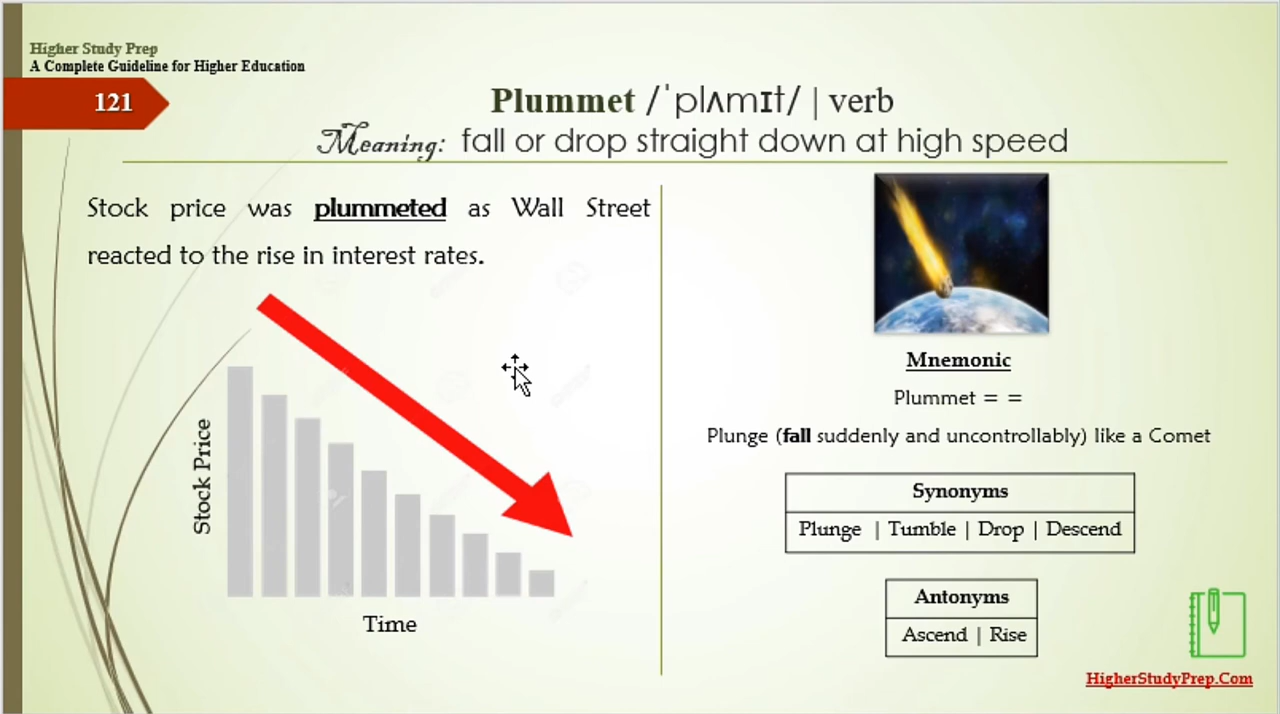 Higher Study Prep
A Complete Guideline for Higher Education
121
Plummet /ˈplʌmɪt/ | verb
Meaning: fall or drop straight down at high speed
Stock price was plummeted as Wall Street
reacted to the rise in interest rates.
Stock Price
Time
Mnemonic
Plummet = =
Plunge (fall suddenly and uncontrollably) like a Comet
Synonyms
Plunge | Tumble | Drop | Descend
Antonyms
Ascend | Rise
HigherStudyPrep.Com